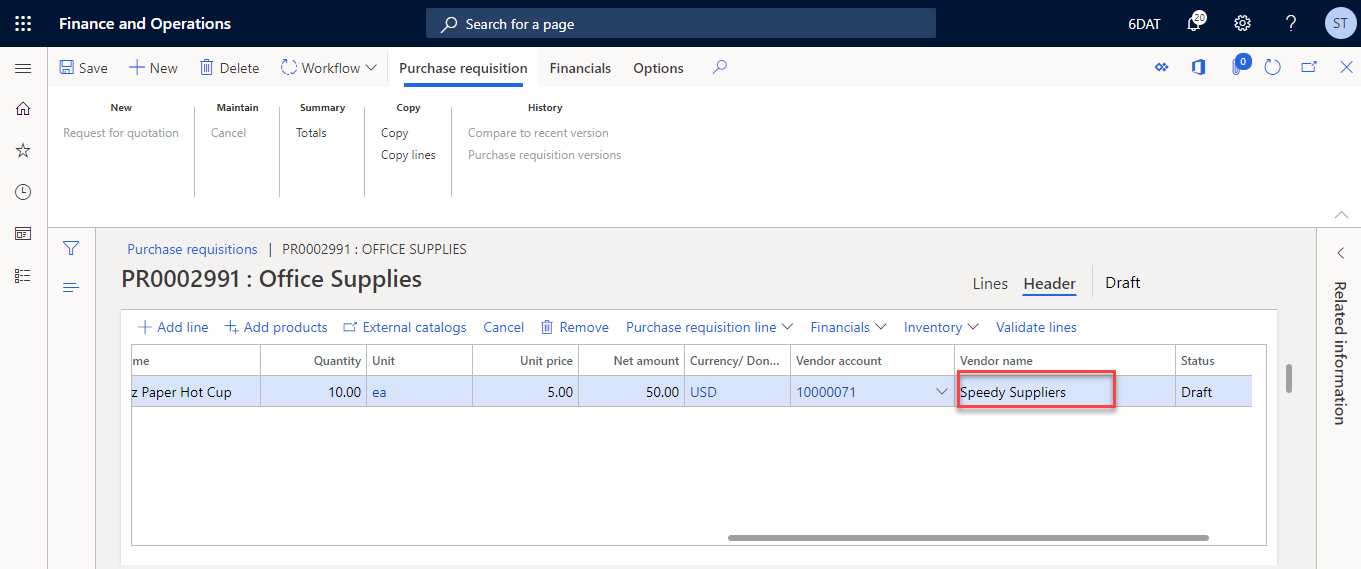 Finance and Operations
Search for a page
6DAT
20
ST
Save
New
Delete
Workflow
Purchase requisition
Financials
Options
0
New
Maintain
Summary
Copy
History
Request for quotation
Cancel
Totals
Copy
Compare to recent version
Copy lines
Purchase requisition versions
Purchase requisitions | PR0002991 : OFFICE SUPPLIES
PR0002991 : Office Supplies
Lines
Header
Draft
Related information
Add line
Add products
External catalogs
Cancel
Remove
Purchase requisition line
Financials
Inventory
Validate lines
me
Quantity
Unit
Unit price
Net amount
Currency/ Don...
Vendor account
Vendor name
Status
z Paper Hot Cup
10.00
ea
5.00
50.00
USD
10000071
Speedy Suppliers
Draft